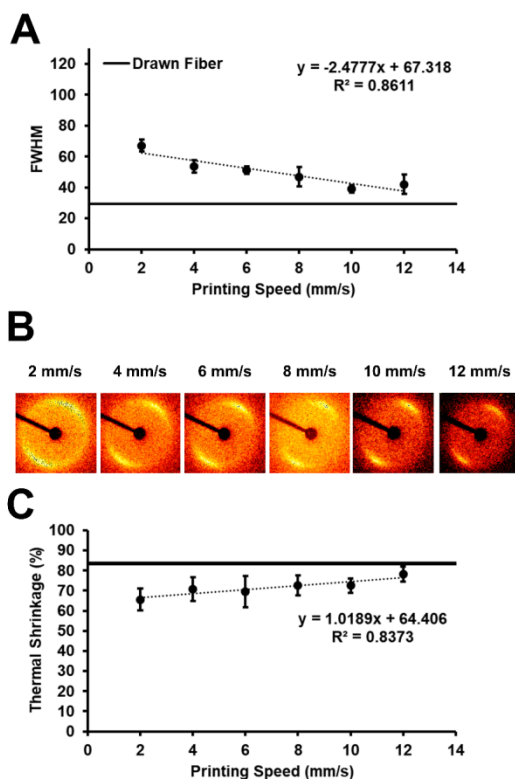 A
Drawn Fiber
y = -2.4777x + 67.318
R² = 0.8611
120
100
80
60
40
20
0
FWHM
0 2 4 6 8 10 12 14
Printing Speed (mm/s)
B
2 mm/s 4 mm/s 6 mm/s 8 mm/s 10 mm/s 12 mm/s
C
100
90
80
70
60
50
40
30
20
10
0
Thermal Shrinkage (%)
y = 1.0189x + 64.406
R² = 0.8373
0 2 4 6 8 10 12 14
Printing Speed (mm/s)